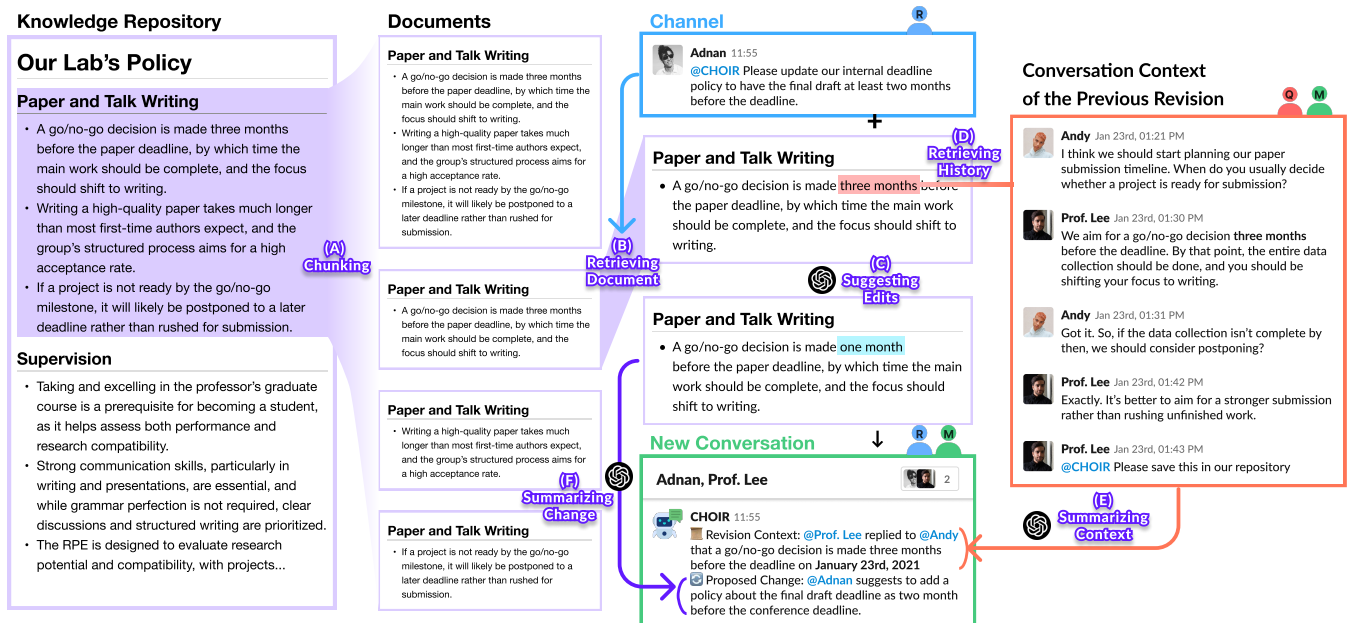 Knowledge Repository
Our Lab's Policy
Paper and Talk Writing
• A go/no-go decision is made three months
before the paper deadline, by which time the
main work should be complete, and the focus
should shift to writing.
• Writing a high-quality paper takes much longer
than most first-time authors expect, and the
group's structured process aims for a high
acceptance rate.
• If a project is not ready by the go/no-go
milestone, it will likely be postponed to a later
deadline rather than rushed for submission.
Supervision
• Taking and excelling in the professor's graduate
course is a prerequisite for becoming a student,
as it helps assess both performance and
research compatibility.
• Strong communication skills, particularly in
writing and presentations, are essential, and
while grammar perfection is not required, clear
discussions and structured writing are prioritized.
• The RPE is designed to evaluate research
potential and compatibility, with projects...
(A)
Chunking
Documents
Paper and Talk Writing
• A go/no-go decision is made three months
before the paper deadline, by which time the
main work should be complete, and the
focus should shift to writing.
• Writing a high-quality paper takes much
longer than most first-time authors expect,
and the group's structured process aims for
a high acceptance rate.
• If a project is not ready by the go/no-go
milestone, it will likely be postponed to a
later deadline rather than rushed for
submission.
Paper and Talk Writing
• A go/no-go decision is made three months
before the paper deadline, by which time the
main work should be complete, and the
focus should shift to writing.
Paper and Talk Writing
• Writing a high-quality paper takes much
longer than most first-time authors expect,
and the group's structured process aims for
a high acceptance rate.
Paper and Talk Writing
• If a project is not ready by the go/no-go
milestone, it will likely be postponed to a
later deadline rather than rushed for
submission.
(B)
Retrieving
Document
(F)
Summarizing
Change
Channel
R
Adnan 11:55
@CHOIR Please update our internal deadline
policy to have the final draft at least two months
before the deadline.
+
Paper and Talk Writing
• A go/no-go decision is made three months before
the paper deadline, by which time the main work
should be complete, and the focus should shift to
writing.
(D)
Retrieving
History
(C)
Suggesting
Edits
Paper and Talk Writing
• A go/no-go decision is made one month
before the paper deadline, by which time the main
work should be complete, and the focus should
shift to writing.
New Conversation
R M
Adnan, Prof. Lee
2
CHOIR 11:55
Revision Context: @Prof. Lee replied to @Andy
that a go/no-go decision is made three months
before the deadline on January 23rd, 2021
Proposed Change: @Adnan suggests to add a
policy about the final draft deadline as two month
before the conference deadline.
Conversation Context
of the Previous Revision
Q M
Andy Jan 23rd, 01:21 PM
I think we should start planning our paper
submission timeline. When do you usually decide
whether a project is ready for submission?
Prof. Lee Jan 23rd, 01:30 PM
We aim for a go/no-go decision three months
before the deadline. By that point, the entire data
collection should be done, and you should be
shifting your focus to writing.
Andy Jan 23rd, 01:31 PM
Got it. So, if the data collection isn't complete by
then, we should consider postponing?
Prof. Lee Jan 23rd, 01:42 PM
Exactly. It's better to aim for a stronger submission
rather than rushing unfinished work.
Prof. Lee Jan 23rd, 01:43 PM
@CHOIR Please save this in our repository
(E)
Summarizing
Context